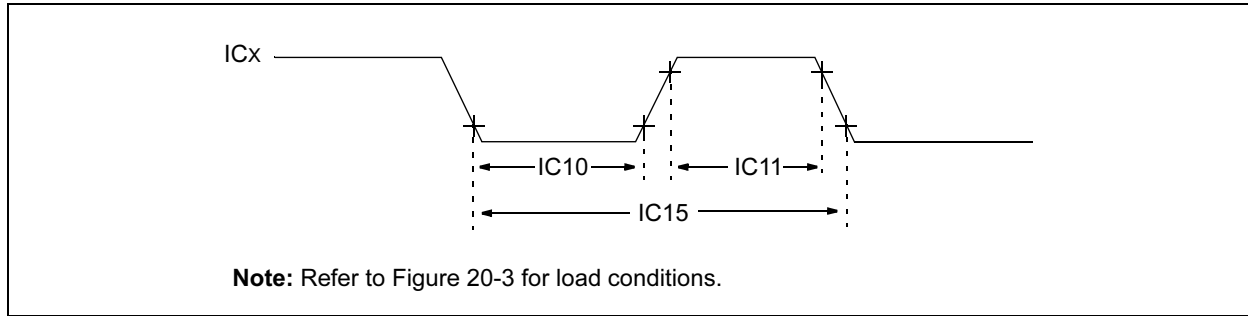 ICX
IC10
IC11
IC15
Note: Refer to Figure 20-3 for load conditions.